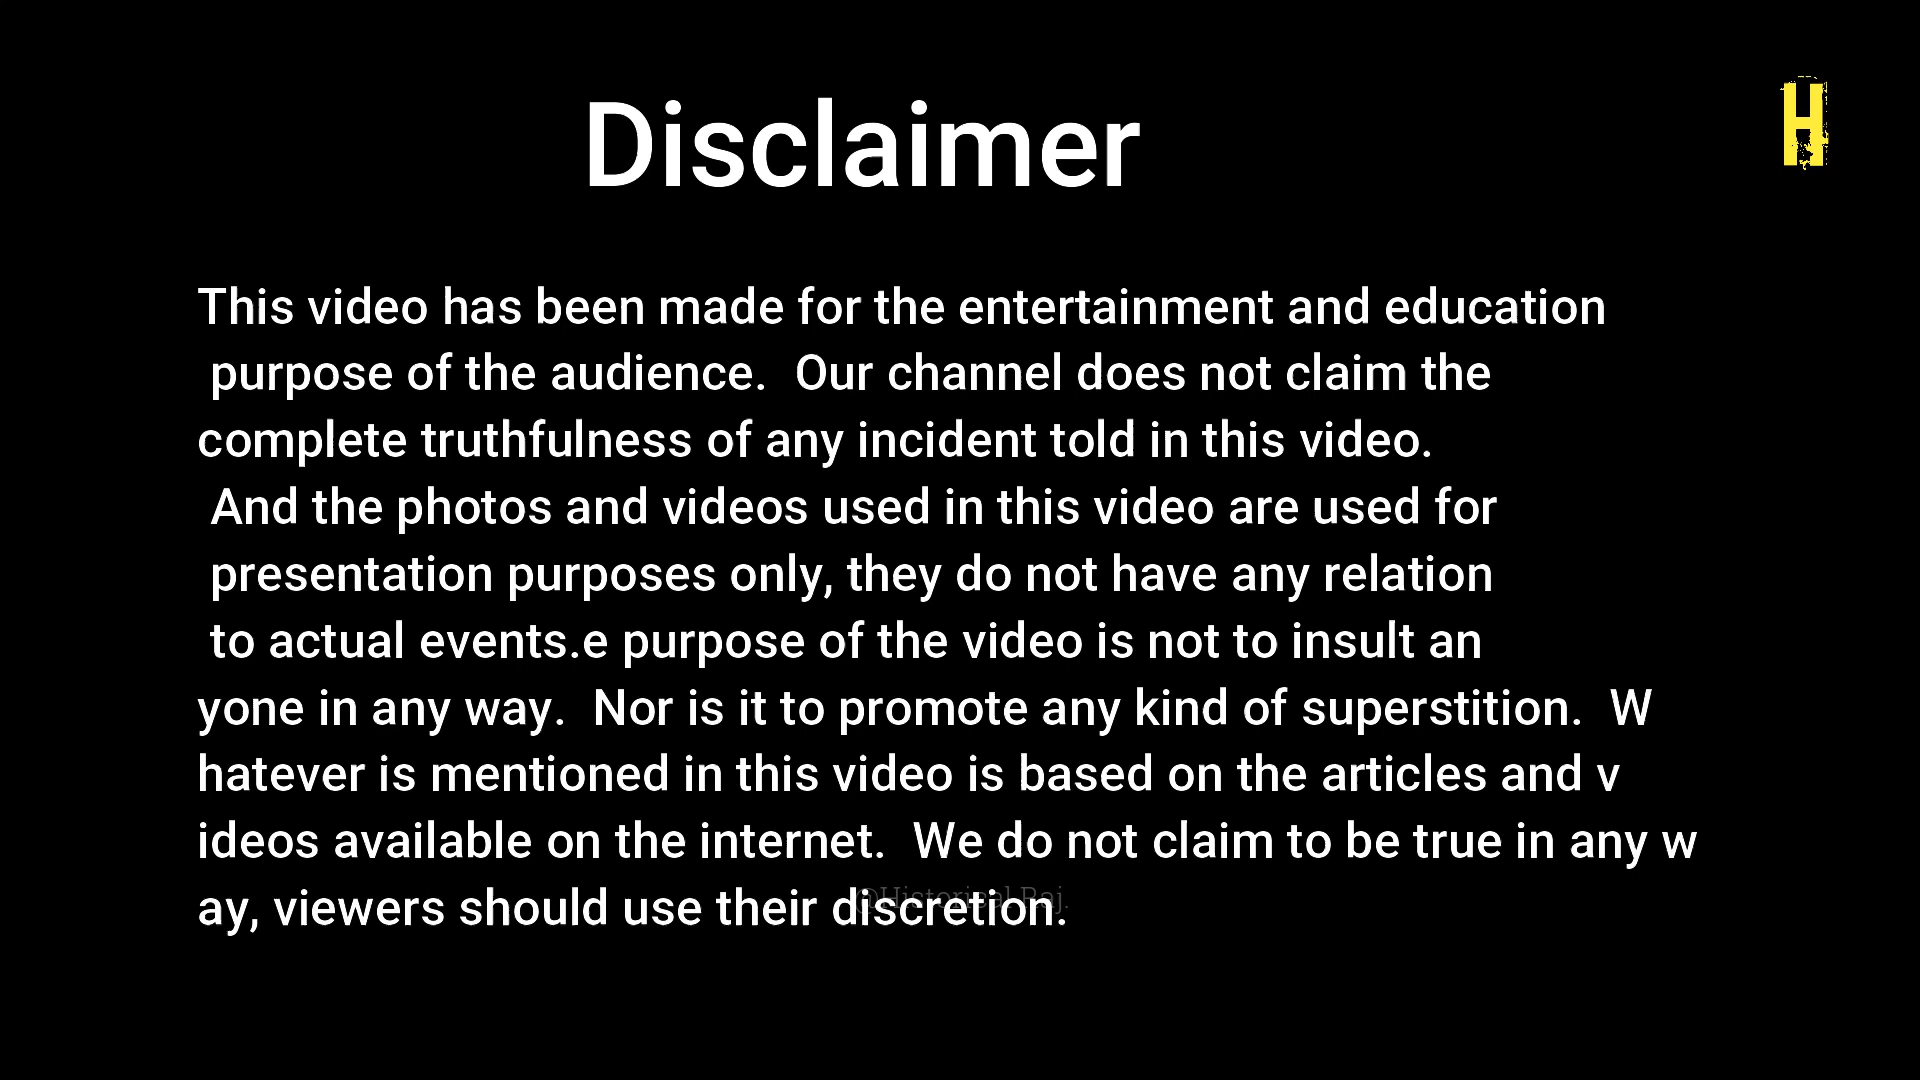 Disclaimer
H
This video has been made for the entertainment and education
purpose of the audience.  Our channel does not claim the
complete truthfulness of any incident told in this video.
And the photos and videos used in this video are used for
presentation purposes only, they do not have any relation
to actual events.e purpose of the video is not to insult an
yone in any way.  Nor is it to promote any kind of superstition.  W
hatever is mentioned in this video is based on the articles and v
ideos available on the internet.  We do not claim to be true in any w
ay, viewers should use their discretion.
@Historical Raj.